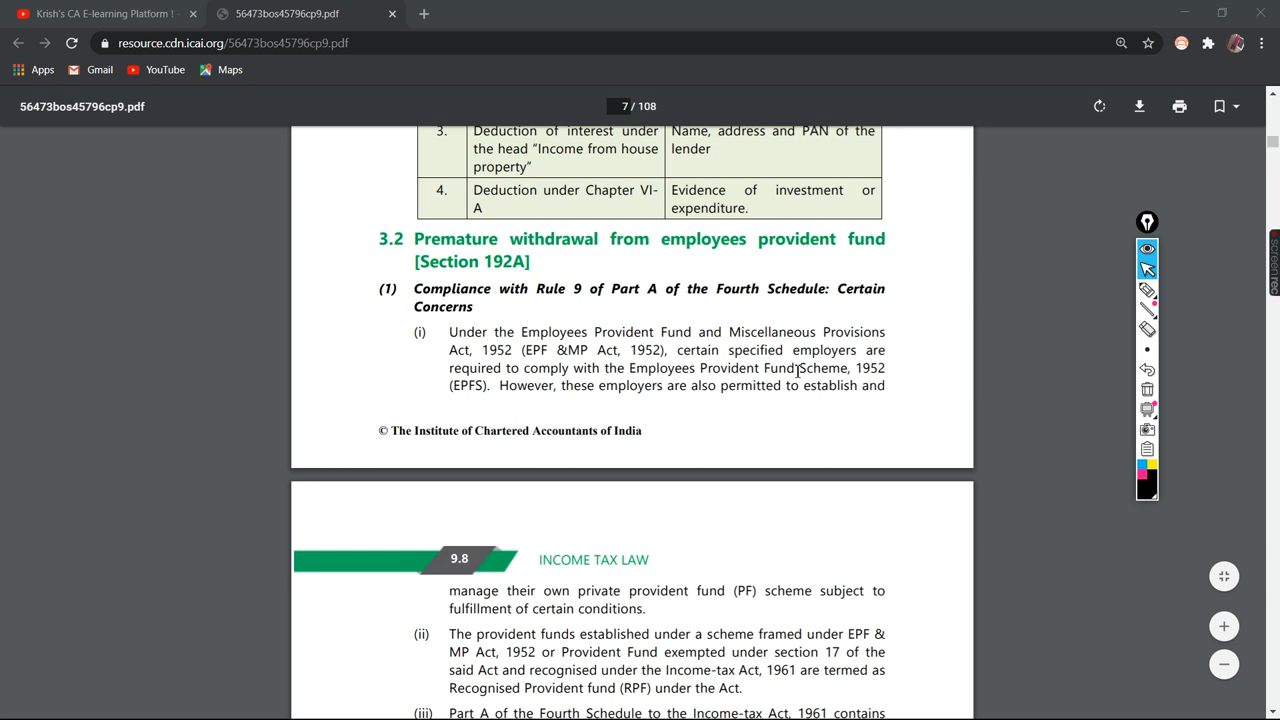 Krish's CA E-learning Platform ! -
56473bos45796cp9.pdf
resource.cdn.icai.org/56473bos45796cp9.pdf
Apps
Gmail
YouTube
Maps
56473bos45796cp9.pdf
7 / 108
3. Deduction of interest under Name, address and PAN of the
the head “Income from house lender
property”
4. Deduction under Chapter VI- Evidence of investment or
A expenditure.
3.2 Premature withdrawal from employees provident fund
[Section 192A]
(1) Compliance with Rule 9 of Part A of the Fourth Schedule: Certain
Concerns
(i) Under the Employees Provident Fund and Miscellaneous Provisions
Act, 1952 (EPF &MP Act, 1952), certain specified employers are
required to comply with the Employees Provident Fund Scheme, 1952
(EPFS). However, these employers are also permitted to establish and
© The Institute of Chartered Accountants of India
9.8 INCOME TAX LAW
manage their own private provident fund (PF) scheme subject to
fulfillment of certain conditions.
(ii) The provident funds established under a scheme framed under EPF &
MP Act, 1952 or Provident Fund exempted under section 17 of the
said Act and recognised under the Income-tax Act, 1961 are termed as
Recognised Provident fund (RPF) under the Act.
(iii) Part A of the Fourth Schedule to the Income-tax Act, 1961 contains
screenrec